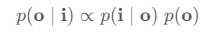 p(o | i) ∝ p(i | o) p(o)